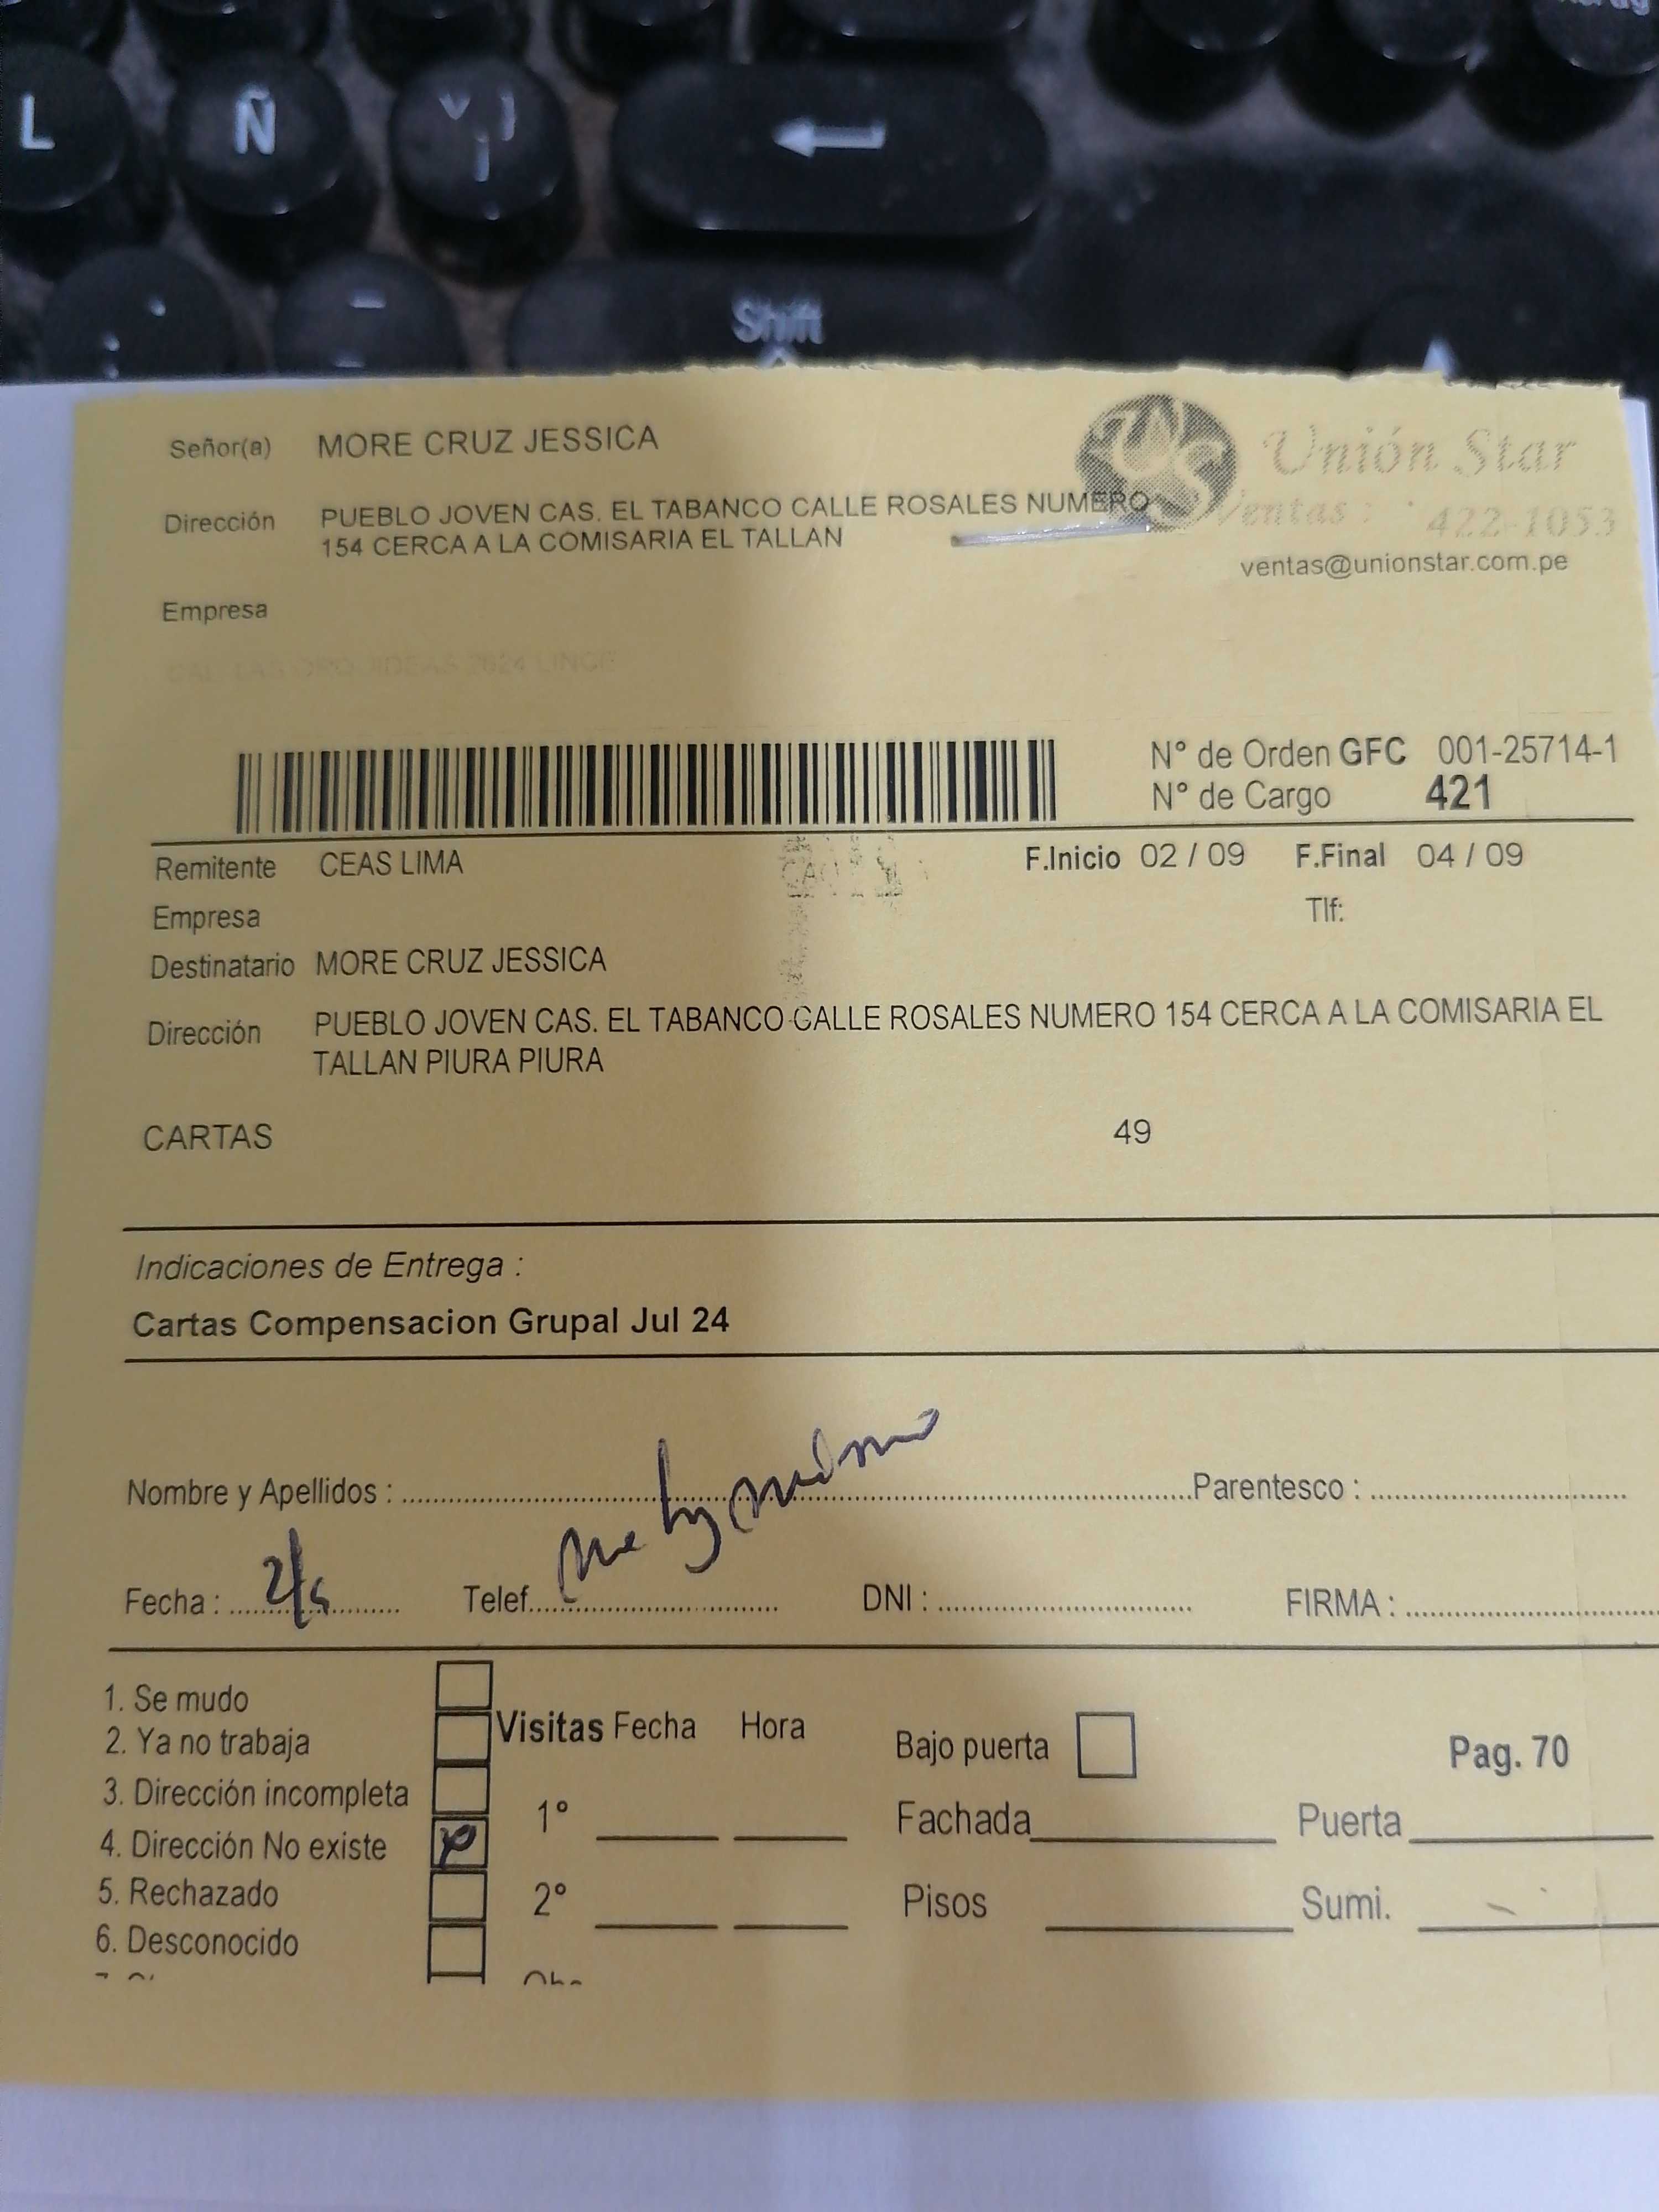 L Ñ
Shift
Señor(a) MORE CRUZ JESSICA
Unión Star
Dirección PUEBLO JOVEN CAS. EL TABANCO CALLE ROSALES NUMERO
154 CERCA A LA COMISARIA EL TALLAN
Ventas : 422-1053
ventas@unionstar.com.pe
Empresa
N° de Orden GFC 001-25714-1
N° de Cargo 421
Remitente CEAS LIMA F.Inicio 02 / 09 F.Final 04 / 09
Empresa Tlf:
Destinatario MORE CRUZ JESSICA
Dirección PUEBLO JOVEN CAS. EL TABANCO CALLE ROSALES NUMERO 154 CERCA A LA COMISARIA EL
TALLAN PIURA PIURA
CARTAS 49
Indicaciones de Entrega :
Cartas Compensacion Grupal Jul 24
Nombre y Apellidos : Parentesco :
Fecha : Telef. DNI : FIRMA :
1. Se mudo
2. Ya no trabaja
3. Dirección incompleta
4. Dirección No existe
5. Rechazado
6. Desconocido
Visitas Fecha Hora
1°
2°
Bajo puerta Pag. 70
Fachada Puerta
Pisos Sumi.